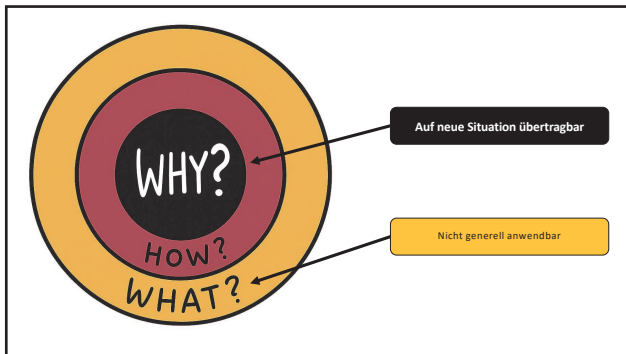 WHY?
HOW?
WHAT?
Auf neue Situation übertragbar
Nicht generell anwendbar